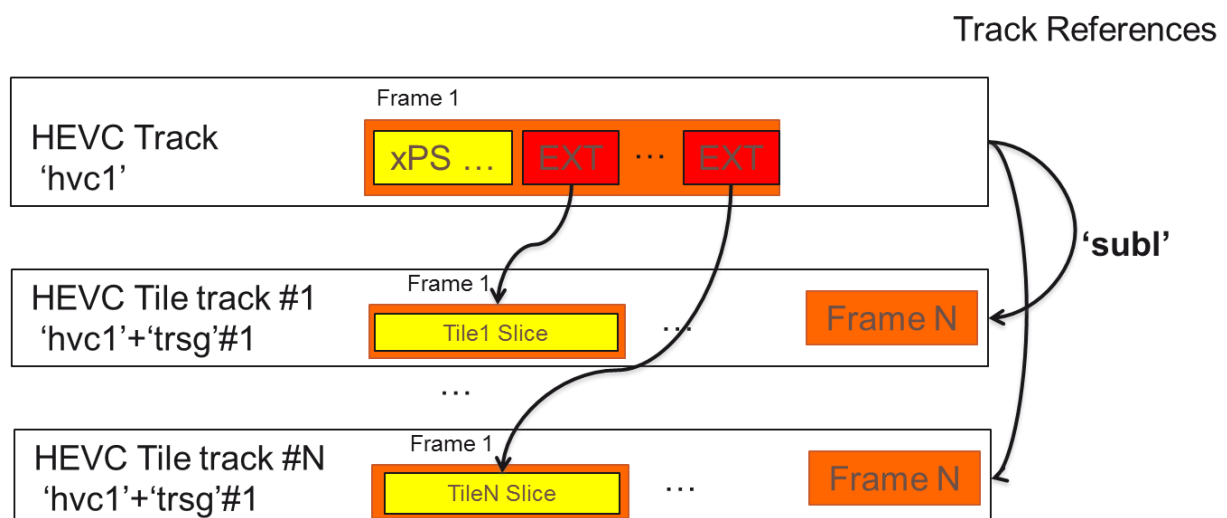 Track References
Frame 1
HEVC Track
‘hvc1’
xPS ...
EXT
...
EXT
‘subl’
HEVC Tile track #1
‘hvc1’+‘trsg’#1
Frame 1
Tile1 Slice
...
Frame N
...
HEVC Tile track #N
‘hvc1’+‘trsg’#1
Frame 1
TileN Slice
...
Frame N